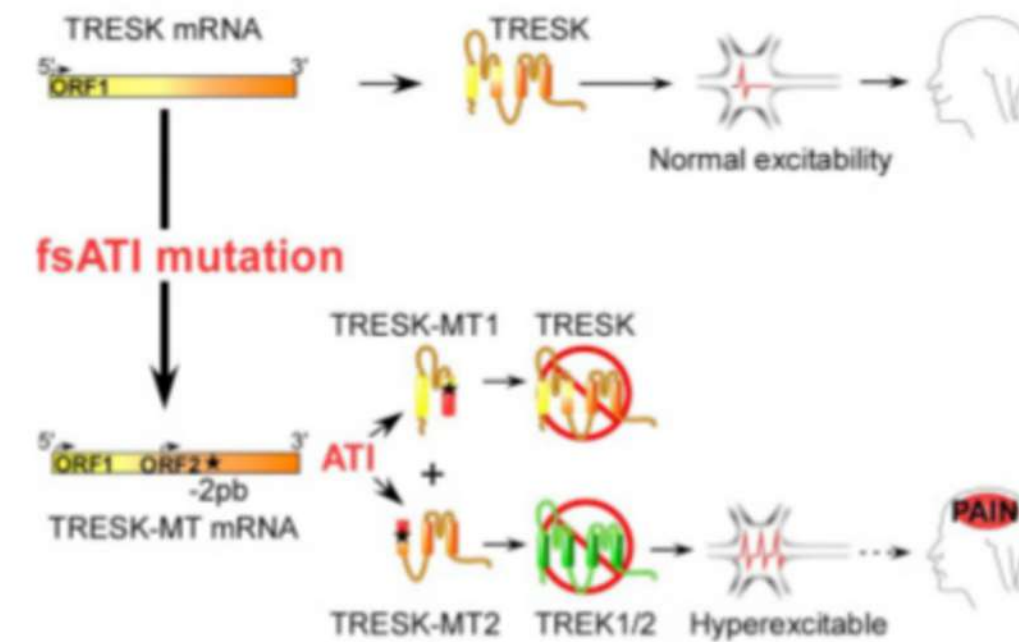 TRESK mRNA
TRESK
5' 3'
ORF1
Normal excitability
fsATI mutation
TRESK-MT1 TRESK
5' 3'
ORF1 ORF2★
ATI
+
-2pb
TRESK-MT mRNA
PAIN
TRESK-MT2 TREK1/2 Hyperexcitable